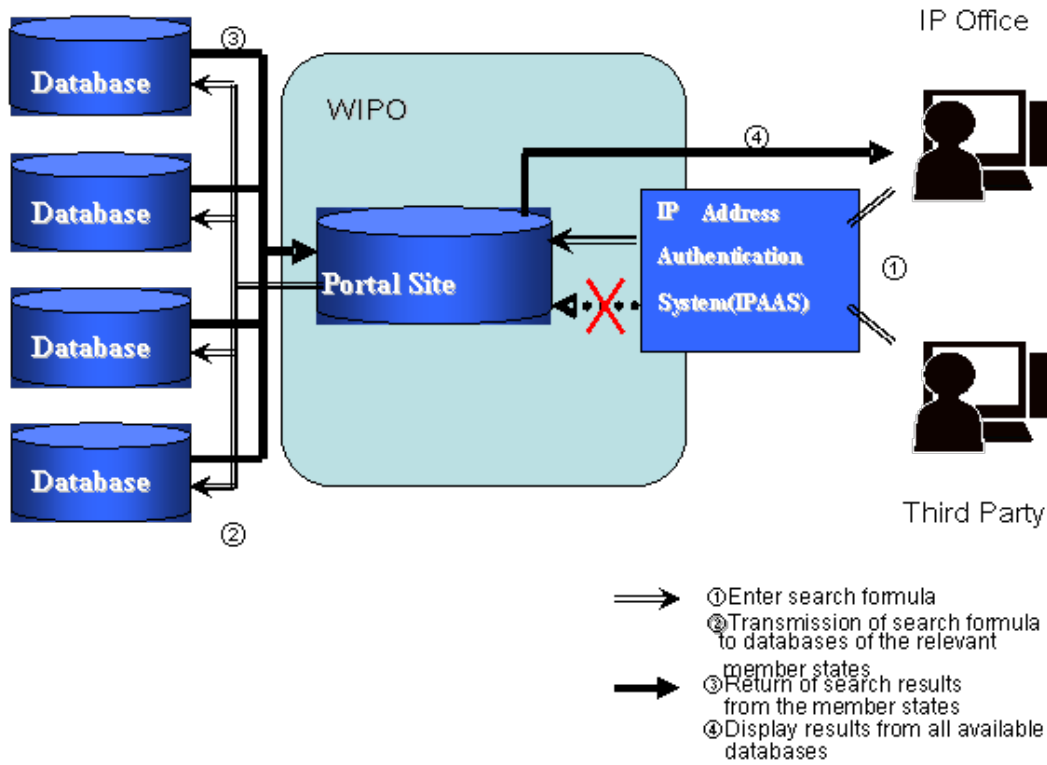 IP Office
③
Database
WIPO
④
Database
IP Address
Authentication
System(IPAAS)
①
Portal Site
Database
Database
Third Party
②
①Enter search formula
②Transmission of search formula
to databases of the relevant
member states
③Return of search results
from the member states
④Display results from all available
databases